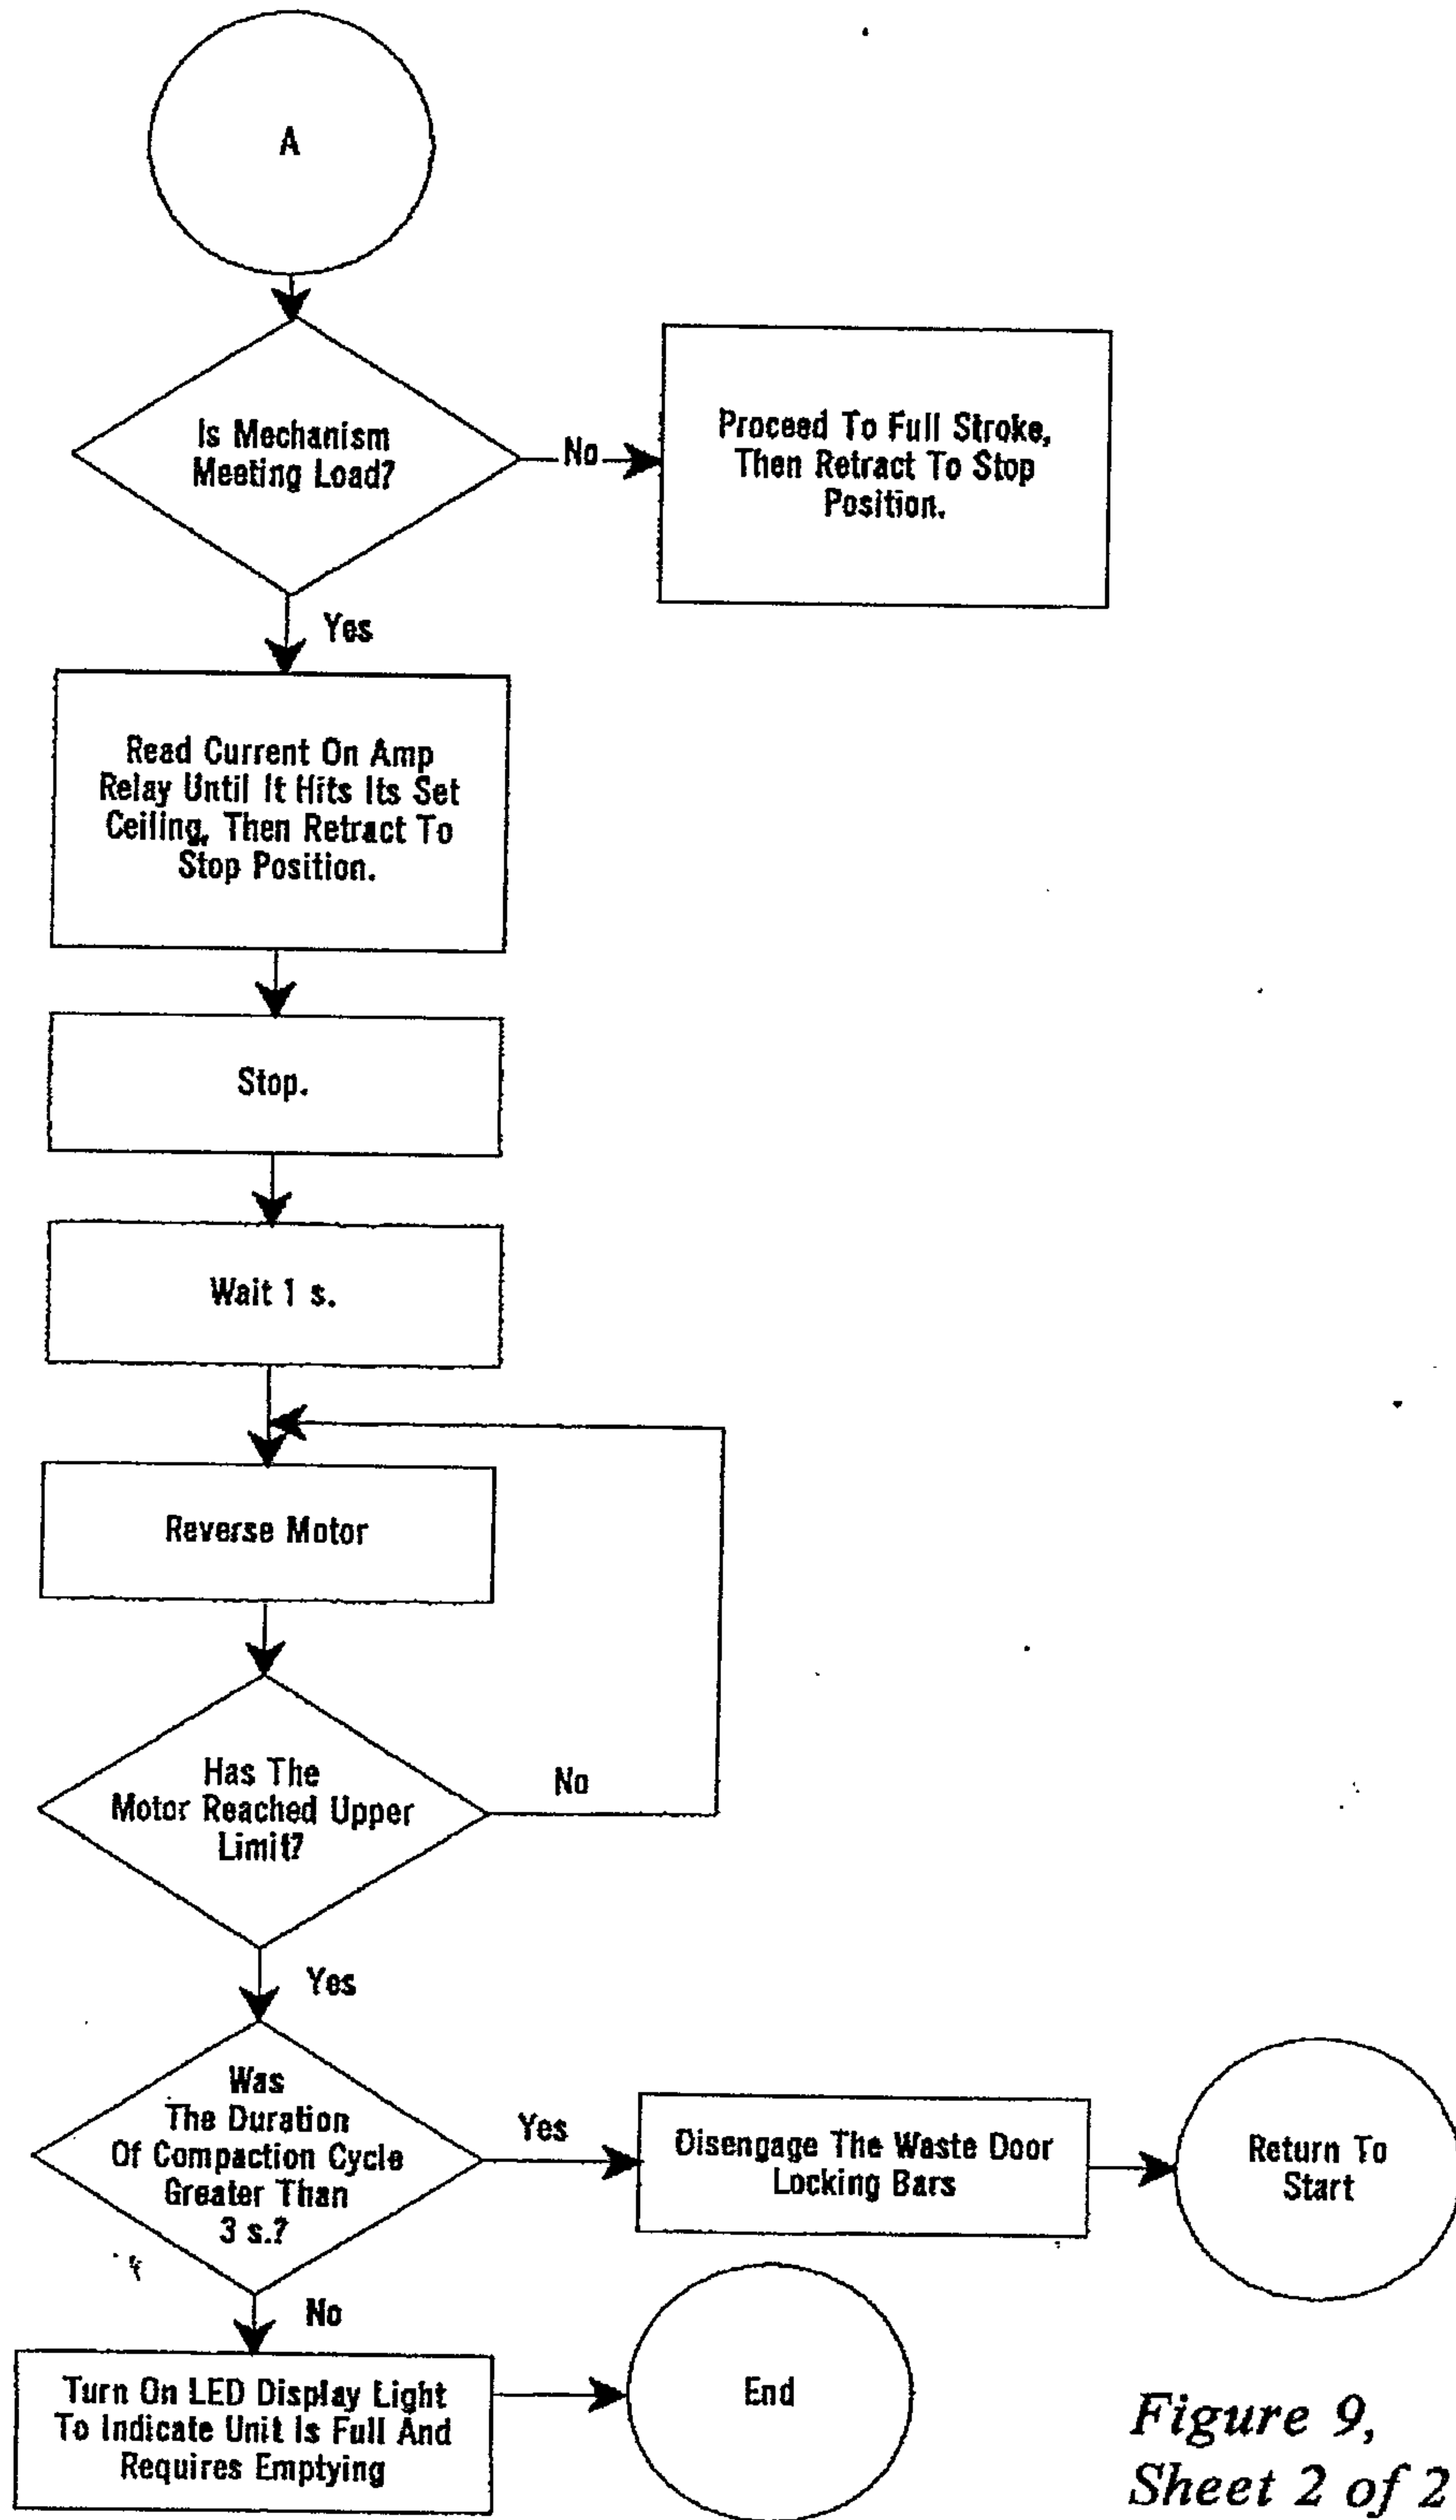 A
Is Mechanism
Meeting Load?
No
Proceed To Full Stroke,
Then Retract To Stop
Position.
Yes
Read Current On Amp
Relay Until It Hits Its Set
Ceiling, Then Retract To
Stop Position.
Stop.
Wait 1 s.
Reverse Motor
Has The
Motor Reached Upper
Limit?
No
Yes
Was
The Duration
Of Compaction Cycle
Greater Than
3 s.?
Yes
Disengage The Waste Door
Locking Bars
Return To
Start
No
Turn On LED Display Light
To Indicate Unit Is Full And
Requires Emptying
End
Figure 9,
Sheet 2 of 2